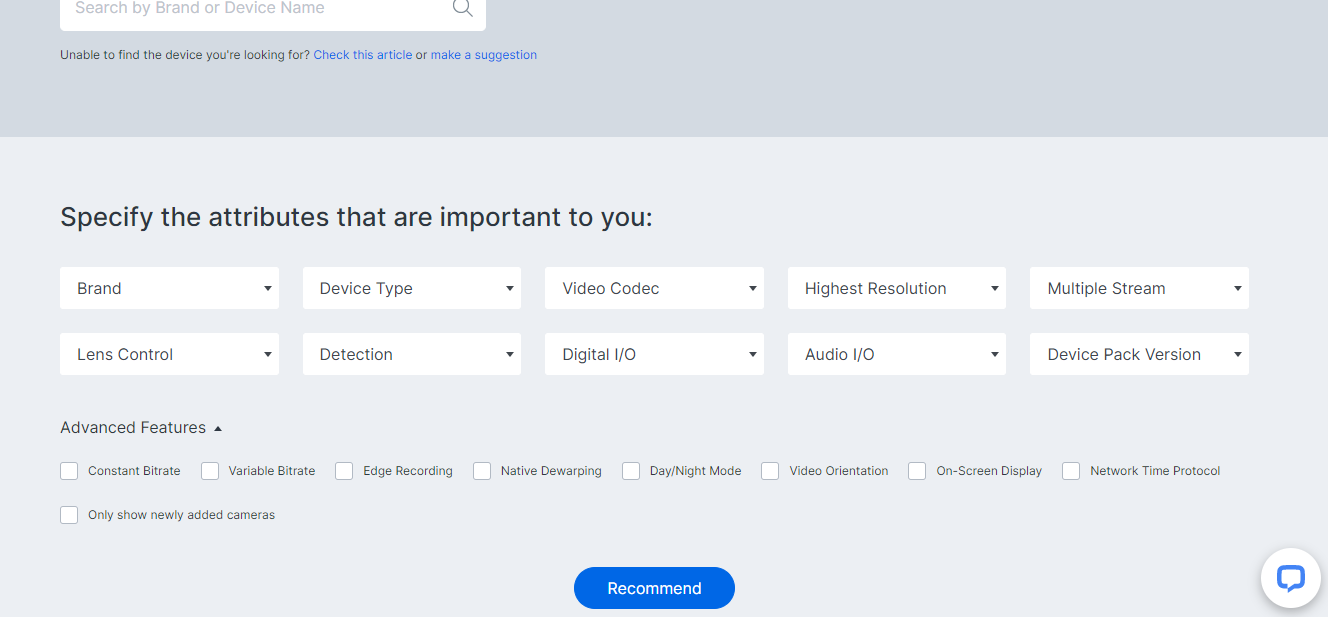 Search by Brand or Device Name
Unable to find the device you're looking for? Check this article or make a suggestion
Specify the attributes that are important to you:
Brand Device Type Video Codec Highest Resolution Multiple Stream
Lens Control Detection Digital I/O Audio I/O Device Pack Version
Advanced Features
Constant Bitrate Variable Bitrate Edge Recording Native Dewarping Day/Night Mode Video Orientation On-Screen Display Network Time Protocol
Only show newly added cameras
Recommend